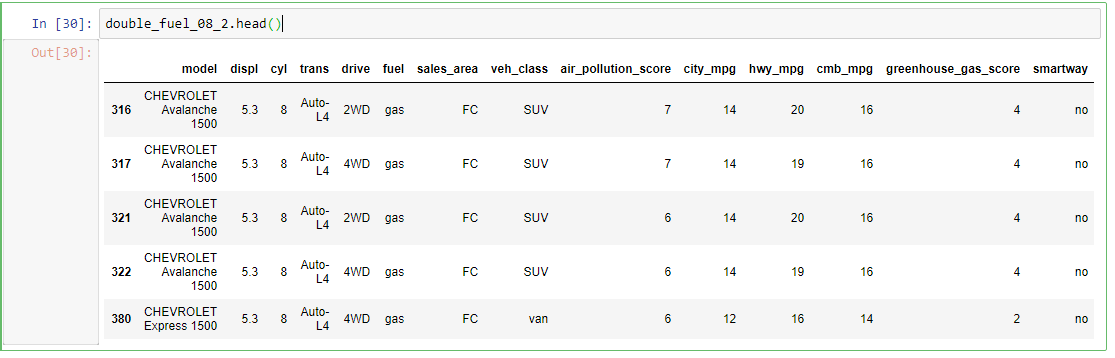 In [30]: double_fuel_08_2.head()
Out[30]:
model displ cyl trans drive fuel sales_area veh_class air_pollution_score city_mpg hwy_mpg cmb_mpg greenhouse_gas_score smartway
316 CHEVROLET Avalanche 1500 5.3 8 Auto-L4 2WD gas FC SUV 7 14 20 16 4 no
317 CHEVROLET Avalanche 1500 5.3 8 Auto-L4 4WD gas FC SUV 7 14 19 16 4 no
321 CHEVROLET Avalanche 1500 5.3 8 Auto-L4 2WD gas FC SUV 6 14 20 16 4 no
322 CHEVROLET Avalanche 1500 5.3 8 Auto-L4 4WD gas FC SUV 6 14 19 16 4 no
380 CHEVROLET Express 1500 5.3 8 Auto-L4 4WD gas FC van 6 12 16 14 2 no